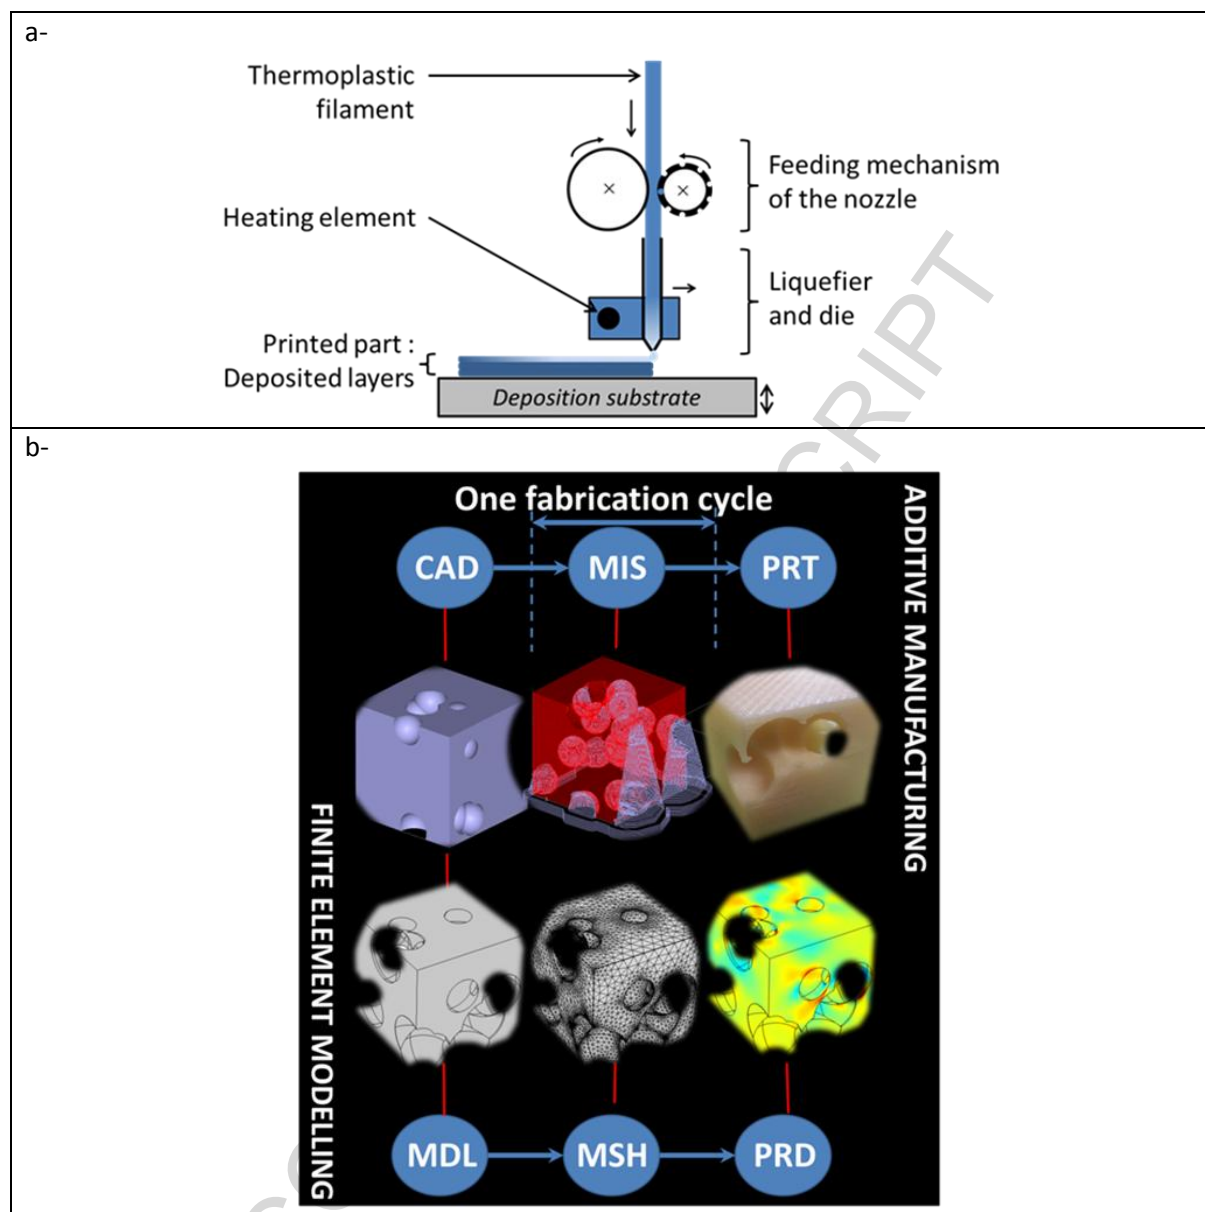 a-
Thermoplastic
filament
Feeding mechanism
of the nozzle
Heating element
Liquefier
and die
Printed part :
Deposited layers
Deposition substrate
b-
One fabrication cycle
CAD
MIS
PRT
ADDITIVE MANUFACTURING
FINITE ELEMENT MODELLING
MDL
MSH
PRD
CRIPT